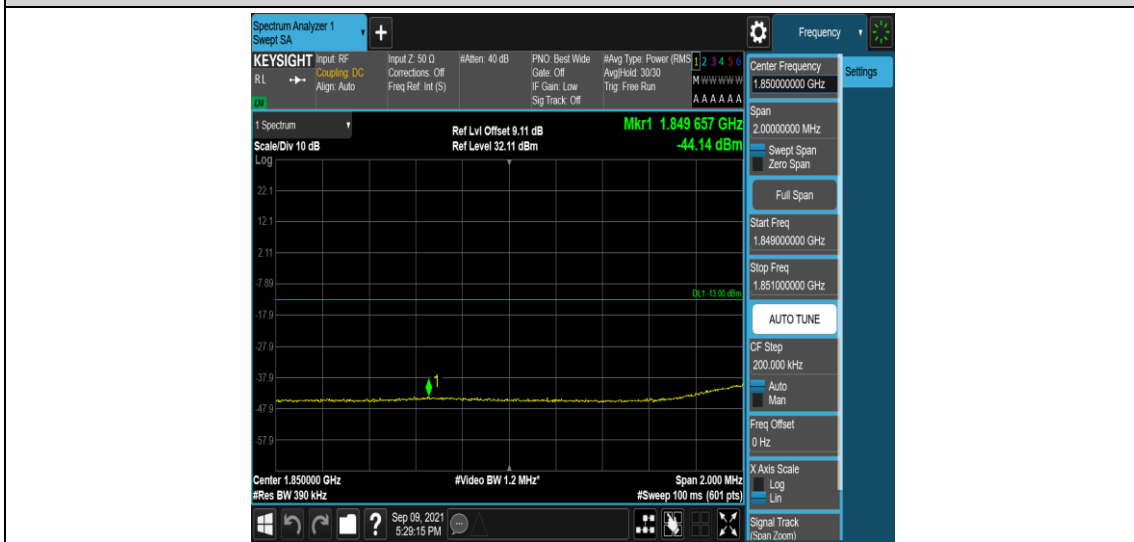 Spectrum Analyzer 1
Swept SA
+
Frequency
KEYSIGHT
RL
Input: RF
Coupling: DC
Align: Auto
Input Z: 50 Ω
Corrections: Off
Freq Ref: Int (S)
#Atten: 40 dB
PNO: Best Wide
Gate: Off
IF Gain: Low
Sig Track: Off
#Avg Type: Power (RMS
Avg|Hold: 30/30
Trig: Free Run
1 2 3 4 5 6
M W W W W W
A A A A A A
1 Spectrum
Scale/Div 10 dB
Log
Ref Lvl Offset 9.11 dB
Ref Level 32.11 dBm
Mkr1 1.849 657 GHz
-44.14 dBm
22.1
12.1
2.11
-7.89
-17.9
-27.9
-37.9
-47.9
-57.9
DL1 -13.00 dBm
1
Center 1.850000 GHz
#Res BW 390 kHz
#Video BW 1.2 MHz*
Span 2.000 MHz
#Sweep 100 ms (601 pts)
?
Sep 09, 2021
5:29:15 PM
Center Frequency
1.850000000 GHz
Settings
Span
2.00000000 MHz
Swept Span
Zero Span
Full Span
Start Freq
1.849000000 GHz
Stop Freq
1.851000000 GHz
AUTO TUNE
CF Step
200.000 kHz
Auto
Man
Freq Offset
0 Hz
X Axis Scale
Log
Lin
Signal Track
(Span Zoom)